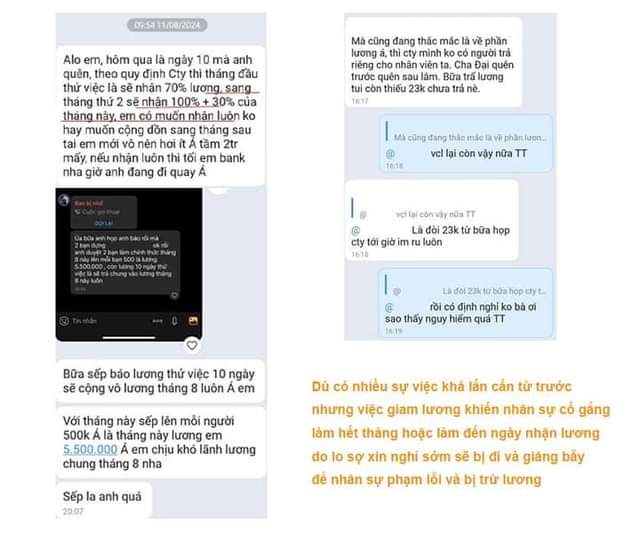 09:54 11/08/2024
Alo em, hôm qua là ngày 10 mà anh
quên, theo quy định Cty thì tháng đầu
thử việc là sẽ nhận 70% lương, sang
tháng thứ 2 sẽ nhận 100% + 30% của
tháng này, em có muốn nhận luôn ko
hay muốn cộng dồn sang tháng sau
tai em mới vô nên hơi ít Á tầm 2tr
mấy, nếu nhận luôn thì tối em bank
nha giờ anh đang đi quay Á
Bạn bị nhỡ
Cuộc gọi thoại
GỌI LẠI
Ủa bữa anh họp anh báo rồi mà
2 bạn dựng ok rồi
anh duyệt 2 bạn làm chính thức tháng
8 này lên mỗi bạn 500 là lương
5.500.000 , còn lương 10 ngày thử
việc là sẽ trả chung vào lương tháng
8 này luôn
Tin nhắn
Bữa sếp báo lương thử việc 10 ngày
sẽ cộng vô lương tháng 8 luôn Á em
Với tháng này sếp lên mỗi người
500k Á là tháng này lương em
5.500.000 Á em chịu khó lãnh lương
chung tháng 8 nha
Sếp la anh quá
20:07
Mà cũng đang thắc mắc là về phần
lương á, thì cty mình ko có người trả
riêng cho nhân viên ta. Cha Đại quên
trước quên sau lắm. Bữa trả lương
tui còn thiếu 23k chưa trả nè.
16:17
Mà cũng đang thắc mắc là về phần lương...
@ vcl lại còn vậy nữa TT
16:18
@ vcl lại còn vậy nữa TT
@ Là đòi 23k từ bữa họp
cty tới giờ im ru luôn
16:18
@ Là đòi 23k từ bữa họp cty t...
@ rồi có định nghỉ ko bà ơi
sao thấy nguy hiểm quá TT
16:19
Dù có nhiều sự việc khá lấn cấn từ trước
nhưng việc giam lương khiến nhân sự cố gắng
làm hết tháng hoặc làm đến ngày nhận lương
do lo sợ xin nghỉ sớm sẽ bị đì và giăng bẫy
để nhân sự phạm lỗi và bị trừ lương